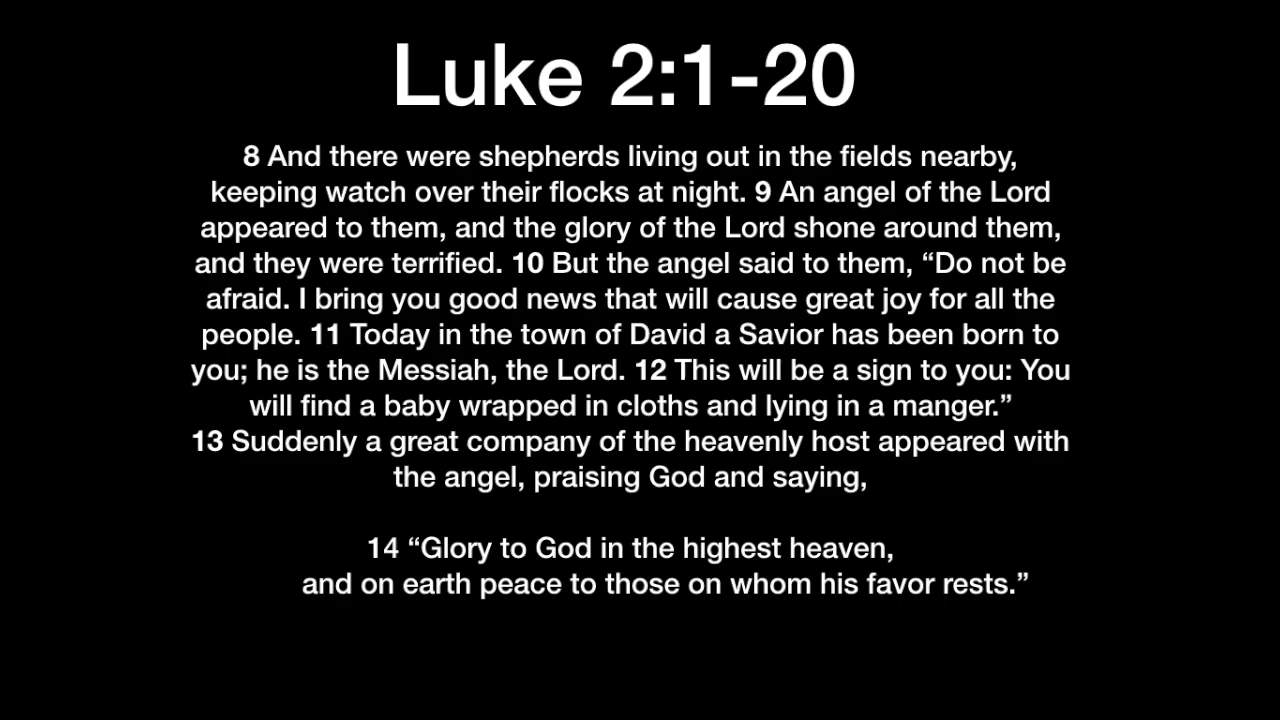 Luke 2:1-20
8 And there were shepherds living out in the fields nearby,
keeping watch over their flocks at night. 9 An angel of the Lord
appeared to them, and the glory of the Lord shone around them,
and they were terrified. 10 But the angel said to them, “Do not be
afraid. I bring you good news that will cause great joy for all the
people. 11 Today in the town of David a Savior has been born to
you; he is the Messiah, the Lord. 12 This will be a sign to you: You
will find a baby wrapped in cloths and lying in a manger.”
13 Suddenly a great company of the heavenly host appeared with
the angel, praising God and saying,
14 “Glory to God in the highest heaven,
and on earth peace to those on whom his favor rests.”